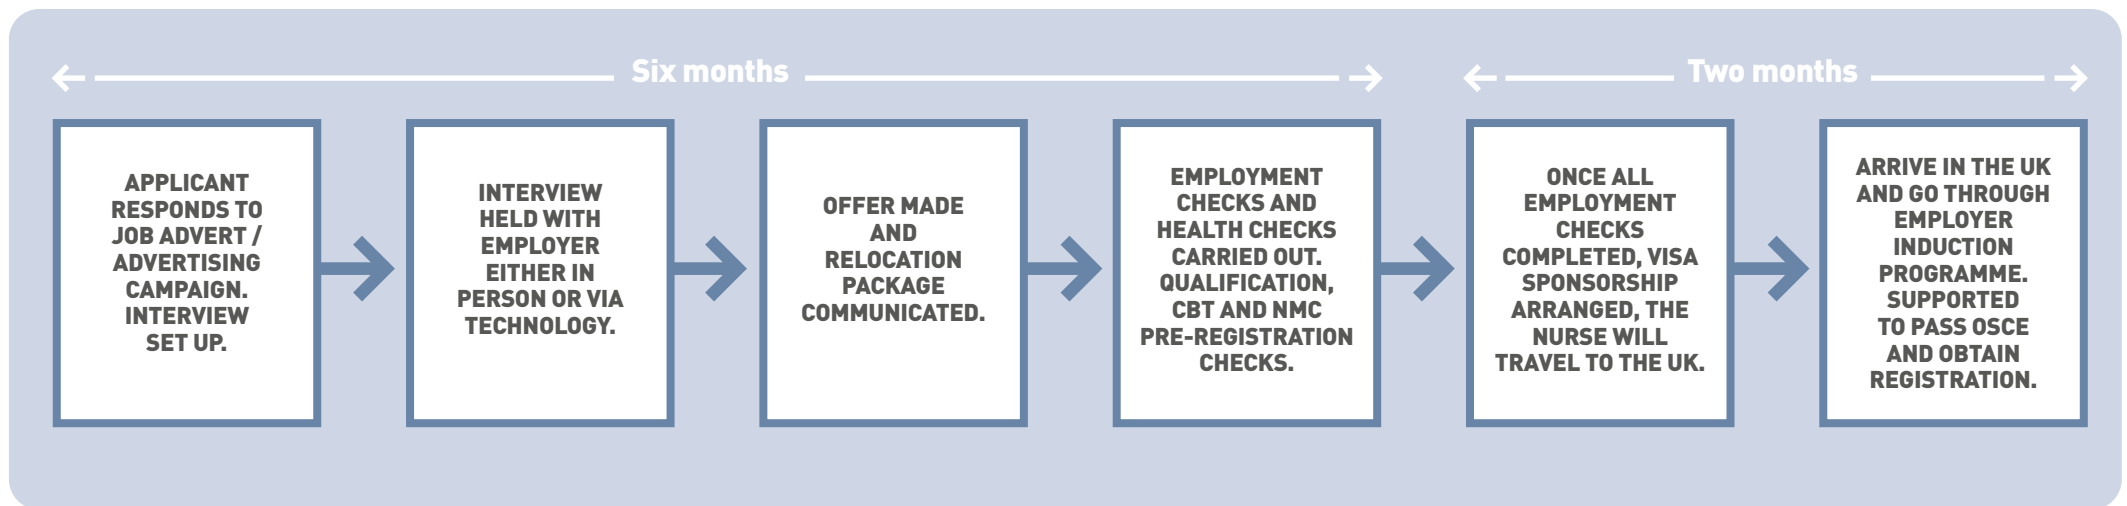 Six months
Two months
APPLICANT
RESPONDS TO
JOB ADVERT /
ADVERTISING
CAMPAIGN.
INTERVIEW
SET UP.
INTERVIEW
HELD WITH
EMPLOYER
EITHER IN
PERSON OR VIA
TECHNOLOGY.
OFFER MADE
AND
RELOCATION
PACKAGE
COMMUNICATED.
EMPLOYMENT
CHECKS AND
HEALTH CHECKS
CARRIED OUT.
QUALIFICATION,
CBT AND NMC
PRE-REGISTRATION
CHECKS.
ONCE ALL
EMPLOYMENT
CHECKS
COMPLETED, VISA
SPONSORSHIP
ARRANGED, THE
NURSE WILL
TRAVEL TO THE UK.
ARRIVE IN THE UK
AND GO THROUGH
EMPLOYER
INDUCTION
PROGRAMME.
SUPPORTED
TO PASS OSCE
AND OBTAIN
REGISTRATION.